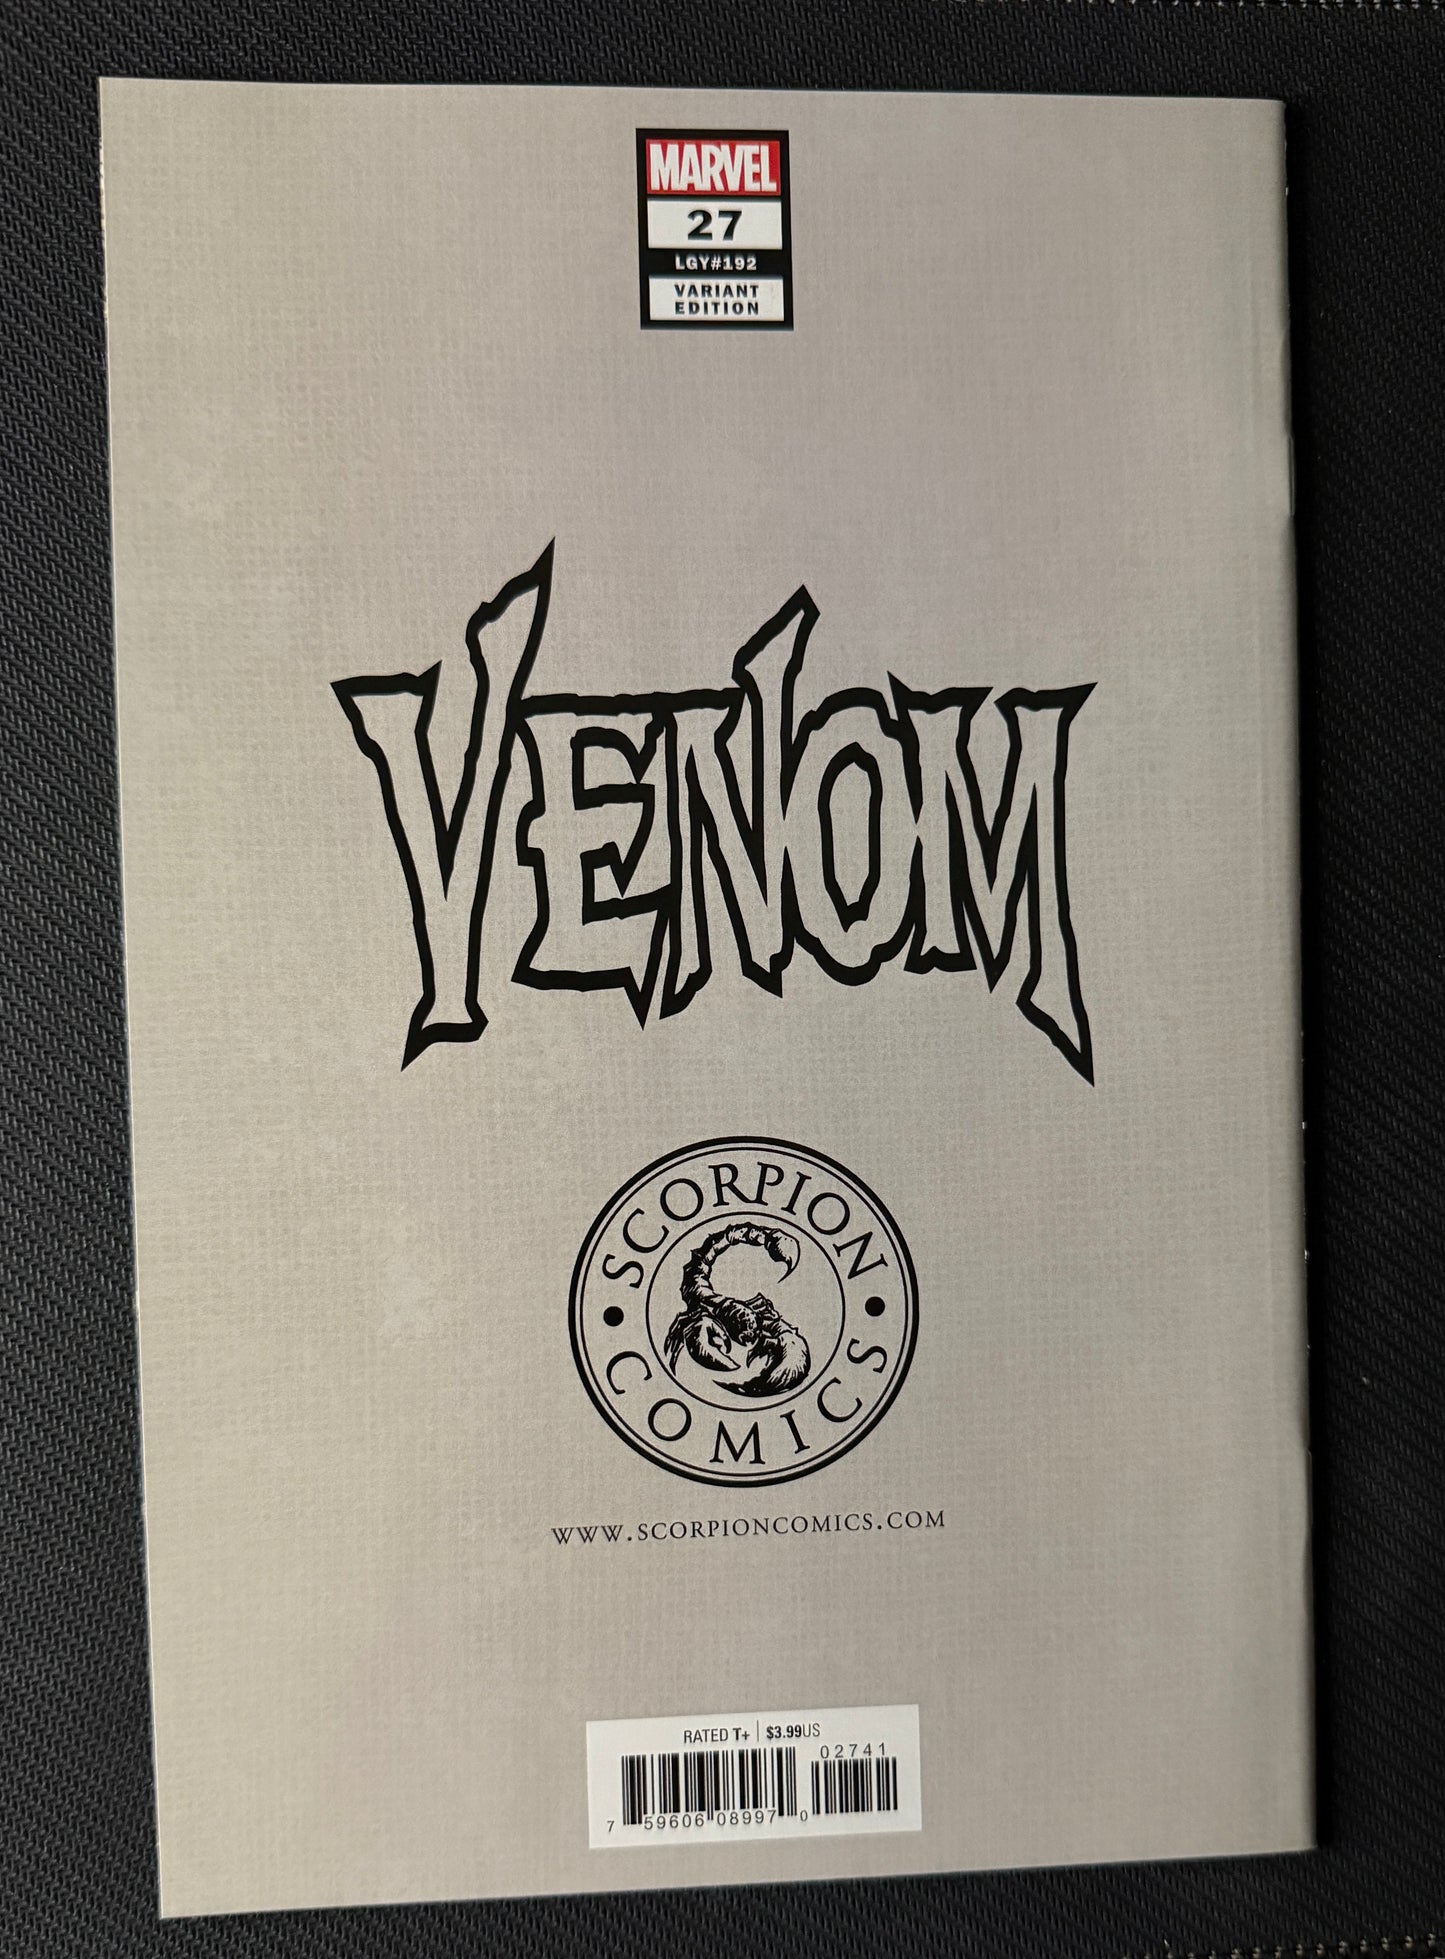 MARVEL
27
LGY#192
VARIANT
EDITION
VENOM
SCORPION
COMICS
WWW.SCORPIONCOMICS.COM
RATED T+ | $3.99US
02741
7 59606 08997 0